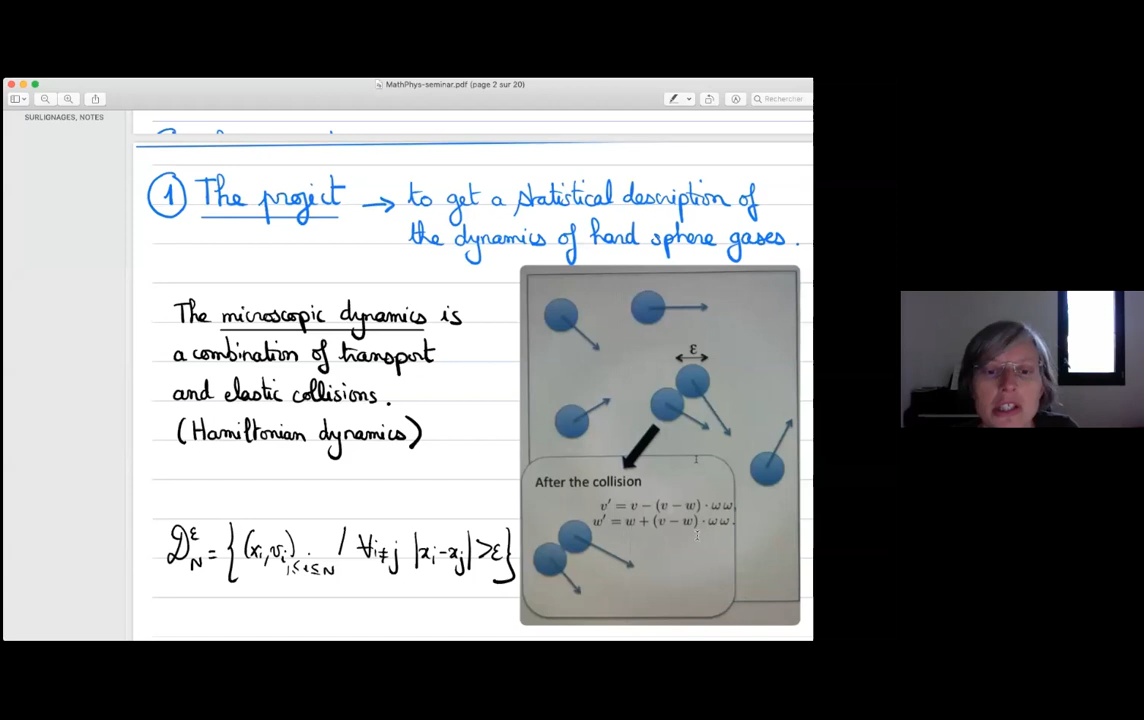 MathPhys-seminar.pdf (page 2 sur 20)
Rechercher
SURLIGNAGES, NOTES
① The project → to get a statistical description of
the dynamics of hard sphere gases.
The microscopic dynamics is
a combination of transport
and elastic collisions.
(Hamiltonian dynamics)
ε
After the collision
v′ = v − (v − w) · ω ω,
w′ = w + (v − w) · ω ω.
𝒟_N^ε = {(x_i, v_i)_{1≤i≤N} / ∀i≠j |x_i−x_j| > ε}